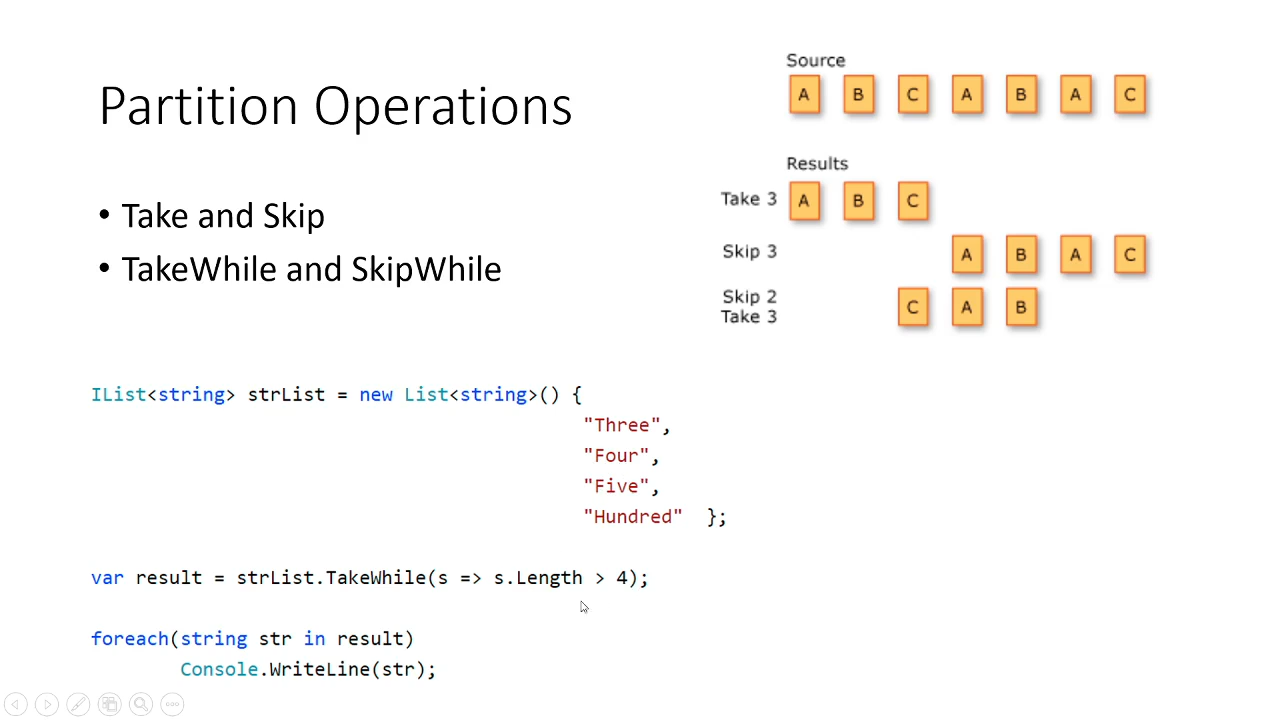 Partition Operations
• Take and Skip
• TakeWhile and SkipWhile
Source
A B C A B A C
Results
Take 3 A B C
Skip 3 A B A C
Skip 2
Take 3 C A B
IList<string> strList = new List<string>() {
"Three",
"Four",
"Five",
"Hundred" };
var result = strList.TakeWhile(s => s.Length > 4);
foreach(string str in result)
Console.WriteLine(str);